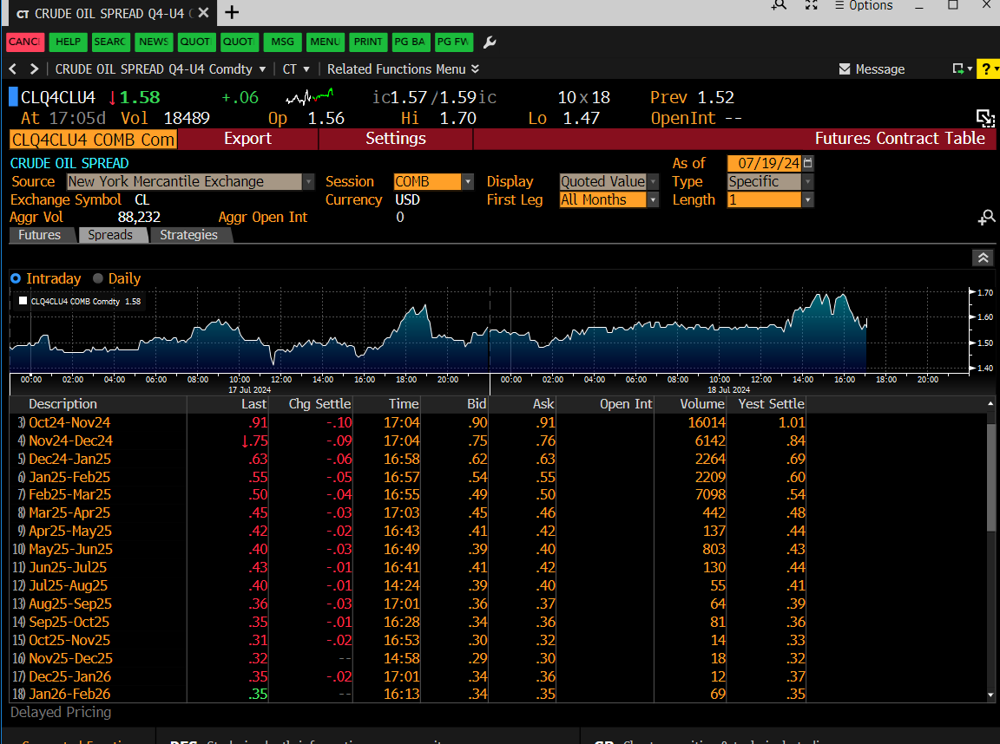 CT CRUDE OIL SPREAD Q4-U4
Options
CANC HELP SEARC NEWS QUOT QUOT MSG MENU PRINT PG BA PG FW
CRUDE OIL SPREAD Q4-U4 Comdty CT Related Functions Menu Message ?
CLQ4CLU4 ↓1.58 +.06 ic1.57/1.59ic 10x18 Prev 1.52
At 17:05d Vol 18489 Op 1.56 Hi 1.70 Lo 1.47 OpenInt --
CLQ4CLU4 COMB Com Export Settings Futures Contract Table
CRUDE OIL SPREAD As of 07/19/24
Source New York Mercantile Exchange Session COMB Display Quoted Value Type Specific
Exchange Symbol CL Currency USD First Leg All Months Length 1
Aggr Vol 88,232 Aggr Open Int 0
Futures Spreads Strategies
Intraday Daily
CLQ4CLU4 COMB Comdty 1.58
1.70
1.60
1.50
1.40
00:00 02:00 04:00 06:00 08:00 10:00 12:00 14:00 16:00 18:00 20:00 00:00 02:00 04:00 06:00 08:00 10:00 12:00 14:00 16:00 18:00 20:00
17 Jul 2024 18 Jul 2024
Description Last Chg Settle Time Bid Ask Open Int Volume Yest Settle
3) Oct24-Nov24 .91 -.10 17:04 .90 .91 16014 1.01
4) Nov24-Dec24 ↓.75 -.09 17:04 .75 .76 6142 .84
5) Dec24-Jan25 .63 -.06 16:58 .62 .63 2264 .69
6) Jan25-Feb25 .55 -.05 16:57 .54 .55 2209 .60
7) Feb25-Mar25 .50 -.04 16:55 .49 .50 7098 .54
8) Mar25-Apr25 .45 -.03 17:03 .45 .46 442 .48
9) Apr25-May25 .42 -.02 16:43 .41 .42 137 .44
10) May25-Jun25 .40 -.03 16:49 .39 .40 803 .43
11) Jun25-Jul25 .43 -.01 16:41 .41 .42 130 .44
12) Jul25-Aug25 .40 -.01 14:24 .39 .40 55 .41
13) Aug25-Sep25 .36 -.03 17:01 .36 .37 64 .39
14) Sep25-Oct25 .35 -.01 16:28 .34 .36 81 .36
15) Oct25-Nov25 .31 -.02 16:53 .30 .32 14 .33
16) Nov25-Dec25 .32 -- 14:58 .29 .30 18 .32
17) Dec25-Jan26 .35 -.02 17:01 .34 .36 12 .37
18) Jan26-Feb26 .35 -- 16:13 .34 .35 69 .35
Delayed Pricing